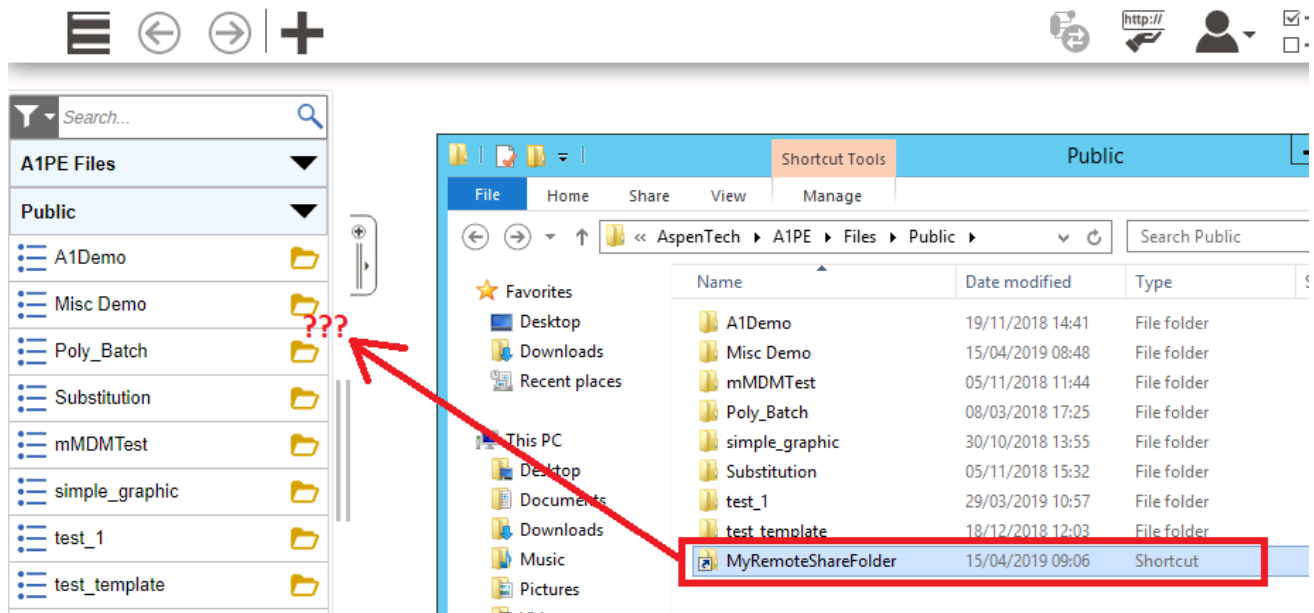 http://
Search...
A1PE Files
Public
A1Demo
Misc Demo
???
Poly_Batch
Substitution
mMDMTest
simple_graphic
test_1
test_template
Shortcut Tools
Public
File Home Share View Manage
« AspenTech ▸ A1PE ▸ Files ▸ Public ▸
Search Public
Name Date modified Type
Favorites
Desktop
Downloads
Recent places
This PC
Desktop
Documents
Downloads
Music
Pictures
A1Demo 19/11/2018 14:41 File folder
Misc Demo 15/04/2019 08:48 File folder
mMDMTest 05/11/2018 11:44 File folder
Poly_Batch 08/03/2018 17:25 File folder
simple_graphic 30/10/2018 13:55 File folder
Substitution 05/11/2018 15:32 File folder
test_1 29/03/2019 10:57 File folder
test_template 18/12/2018 12:03 File folder
MyRemoteShareFolder 15/04/2019 09:06 Shortcut